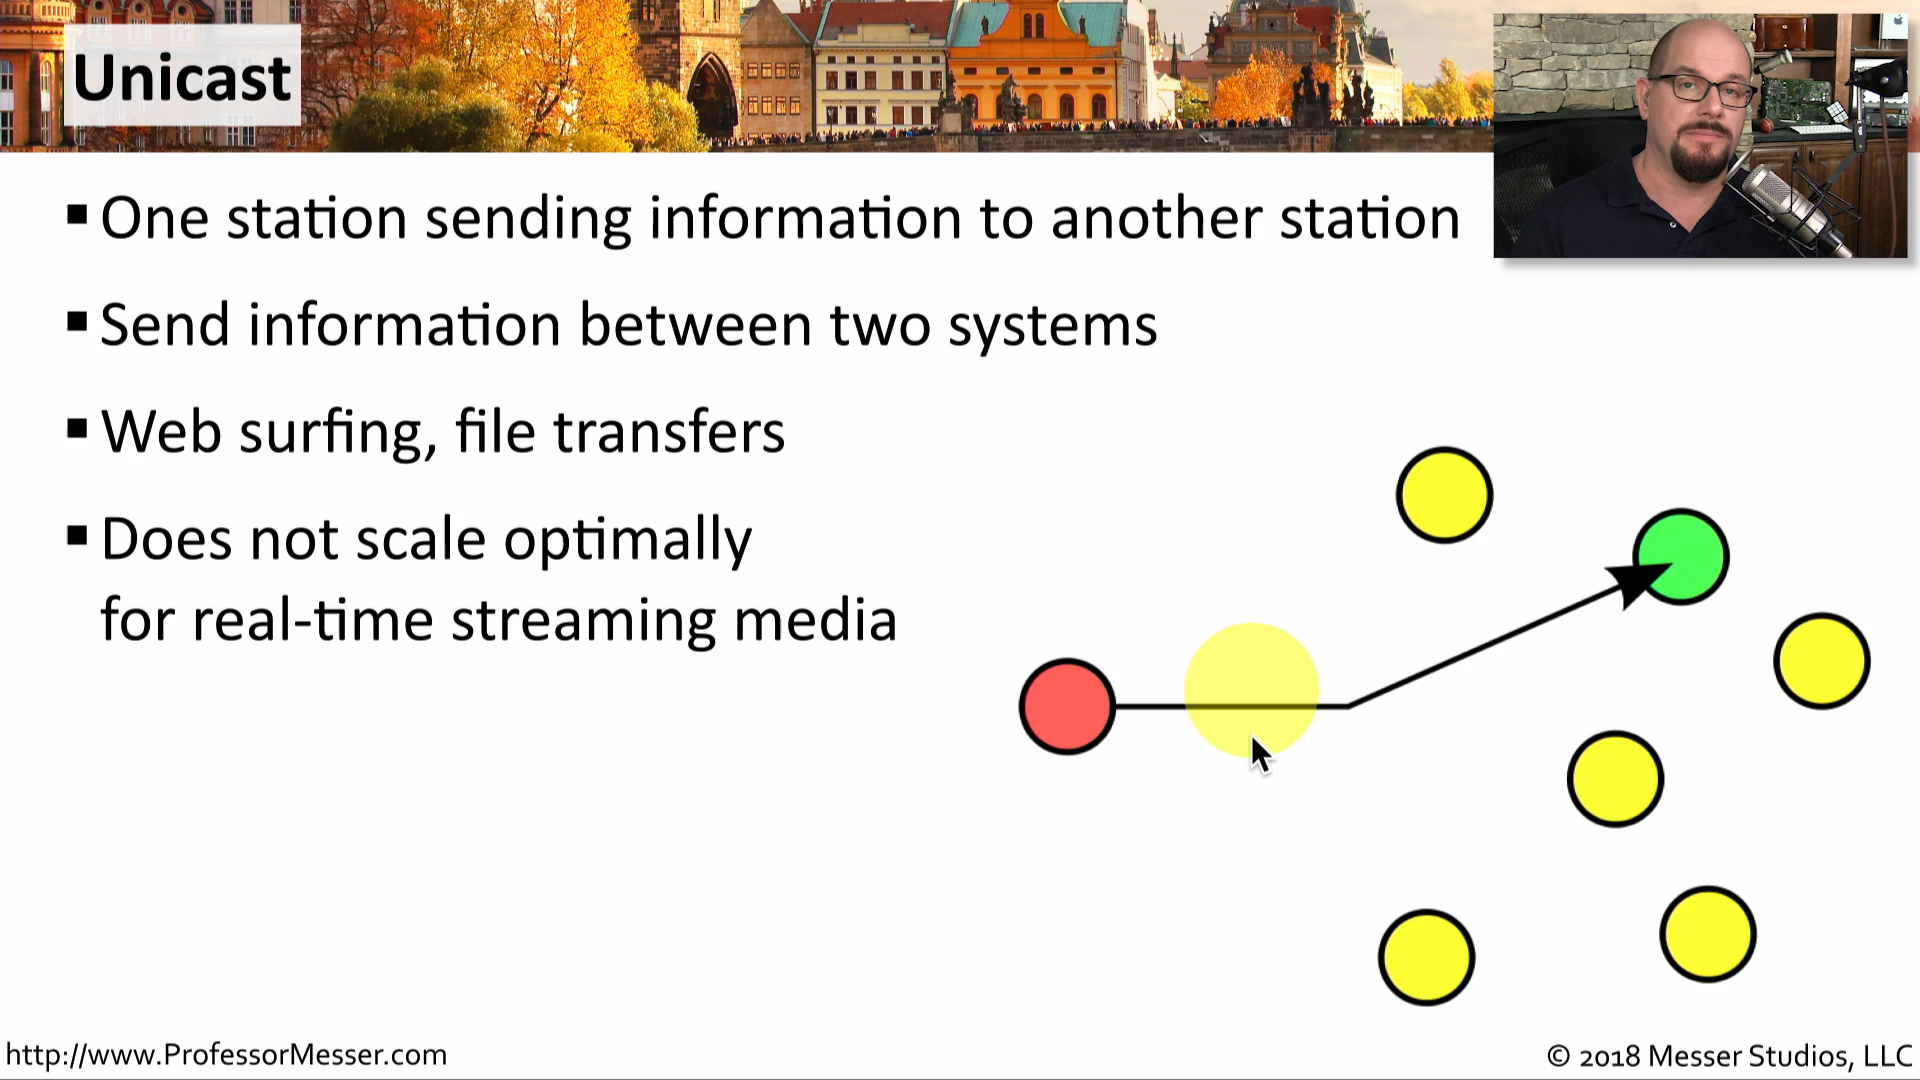 Unicast
▪ One station sending information to another station
▪ Send information between two systems
▪ Web surfing, file transfers
▪ Does not scale optimally
for real-time streaming media
http://www.ProfessorMesser.com
© 2018 Messer Studios, LLC